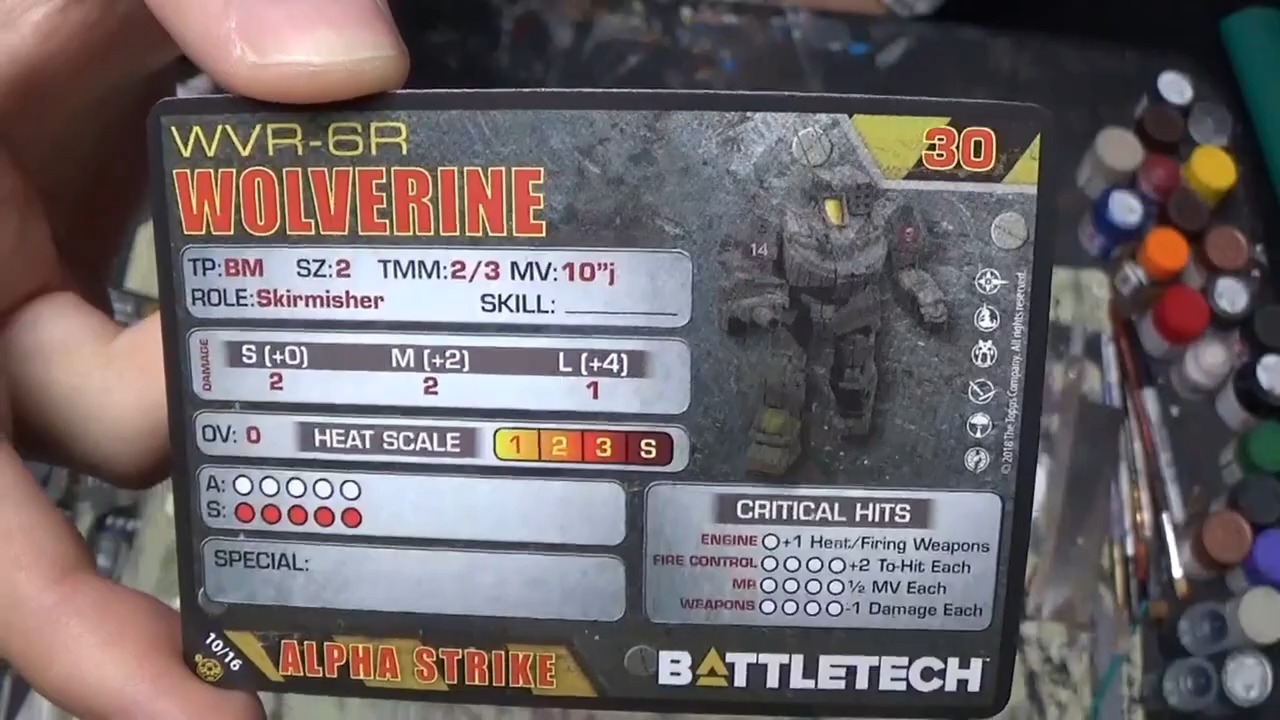 WVR-6R
30
WOLVERINE
TP:BM SZ:2 TMM:2/3 MV:10"j
ROLE:Skirmisher SKILL:
14
DAMAGE
S (+0) M (+2) L (+4)
2 2 1
OV: 0 HEAT SCALE 1 2 3 S
A:
S:
SPECIAL:
CRITICAL HITS
ENGINE +1 Heat/Firing Weapons
FIRE CONTROL +2 To-Hit Each
MP ½ MV Each
WEAPONS -1 Damage Each
© 2018 The Topps Company. All rights reserved.
10/16
ALPHA STRIKE
BATTLETECH